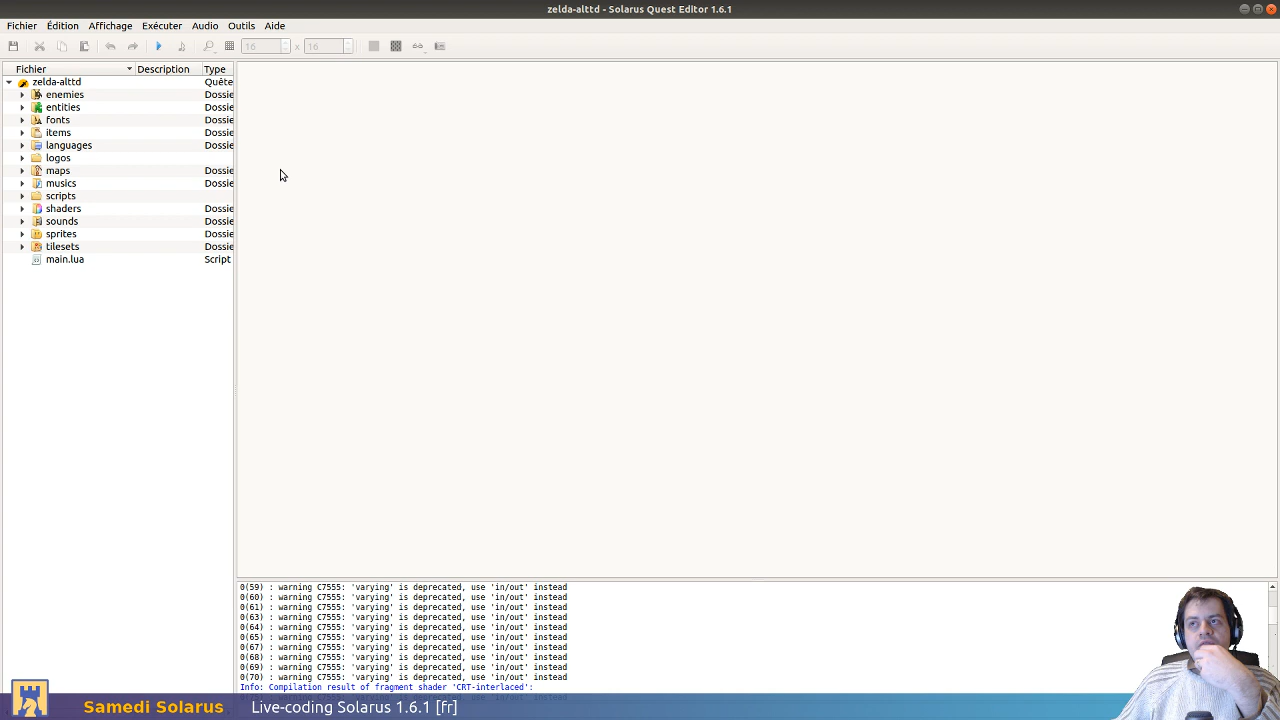 zelda-alttd - Solarus Quest Editor 1.6.1
Fichier Édition Affichage Exécuter Audio Outils Aide
16 x 16
Fichier Description Type
zelda-alttd Quête
enemies Dossie
entities Dossie
fonts Dossie
items Dossie
languages Dossie
logos
maps Dossie
musics Dossie
scripts
shaders Dossie
sounds Dossie
sprites Dossie
tilesets Dossie
main.lua Script
0(59) : warning C7555: 'varying' is deprecated, use 'in/out' instead
0(60) : warning C7555: 'varying' is deprecated, use 'in/out' instead
0(61) : warning C7555: 'varying' is deprecated, use 'in/out' instead
0(63) : warning C7555: 'varying' is deprecated, use 'in/out' instead
0(64) : warning C7555: 'varying' is deprecated, use 'in/out' instead
0(65) : warning C7555: 'varying' is deprecated, use 'in/out' instead
0(67) : warning C7555: 'varying' is deprecated, use 'in/out' instead
0(68) : warning C7555: 'varying' is deprecated, use 'in/out' instead
0(69) : warning C7555: 'varying' is deprecated, use 'in/out' instead
0(70) : warning C7555: 'varying' is deprecated, use 'in/out' instead
Info: Compilation result of fragment shader 'CRT-interlaced':
Samedi Solarus Live-coding Solarus 1.6.1 [fr]